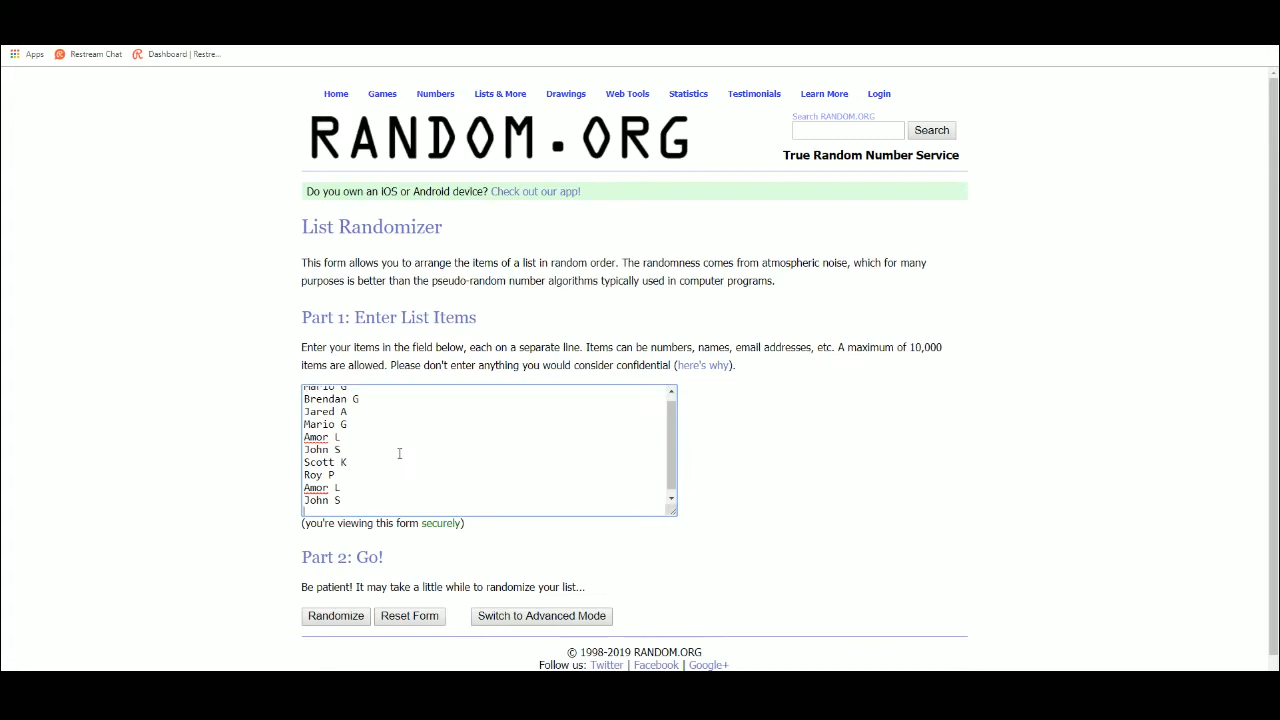 Apps Restream Chat Dashboard | Restre...
Home Games Numbers Lists & More Drawings Web Tools Statistics Testimonials Learn More Login
RANDOM.ORG
Search RANDOM.ORG
Search
True Random Number Service
Do you own an iOS or Android device? Check out our app!
List Randomizer
This form allows you to arrange the items of a list in random order. The randomness comes from atmospheric noise, which for many
purposes is better than the pseudo-random number algorithms typically used in computer programs.
Part 1: Enter List Items
Enter your items in the field below, each on a separate line. Items can be numbers, names, email addresses, etc. A maximum of 10,000
items are allowed. Please don't enter anything you would consider confidential (here's why).
Mario G
Brendan G
Jared A
Mario G
Amor L
John S
Scott K
Roy P
Amor L
John S
(you're viewing this form securely)
Part 2: Go!
Be patient! It may take a little while to randomize your list...
Randomize Reset Form Switch to Advanced Mode
© 1998-2019 RANDOM.ORG
Follow us: Twitter | Facebook | Google+